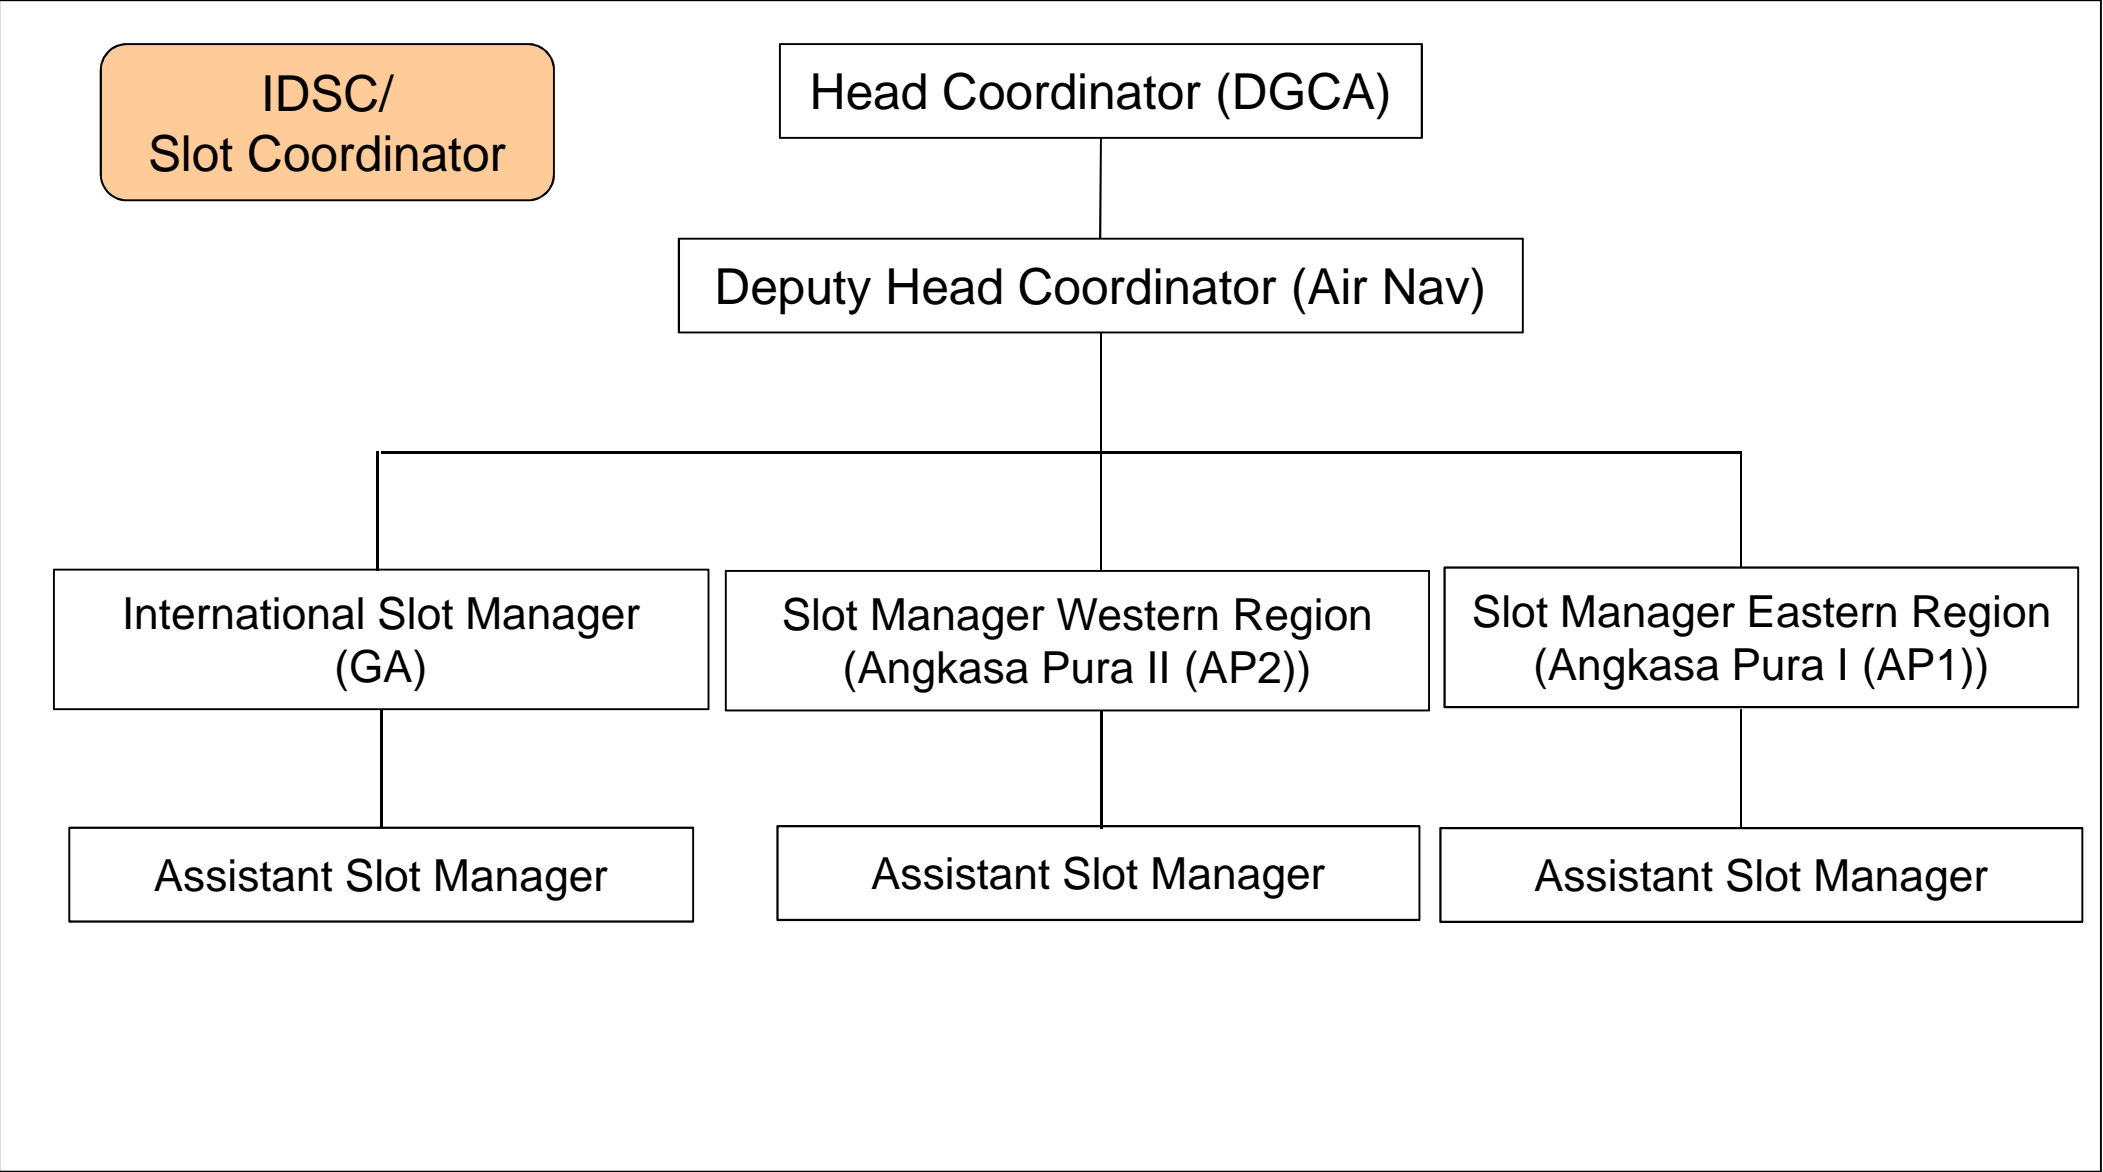 IDSC/
Slot Coordinator
Head Coordinator (DGCA)
Deputy Head Coordinator (Air Nav)
International Slot Manager
(GA)
Slot Manager Western Region
(Angkasa Pura II (AP2))
Slot Manager Eastern Region
(Angkasa Pura I (AP1))
Assistant Slot Manager
Assistant Slot Manager
Assistant Slot Manager